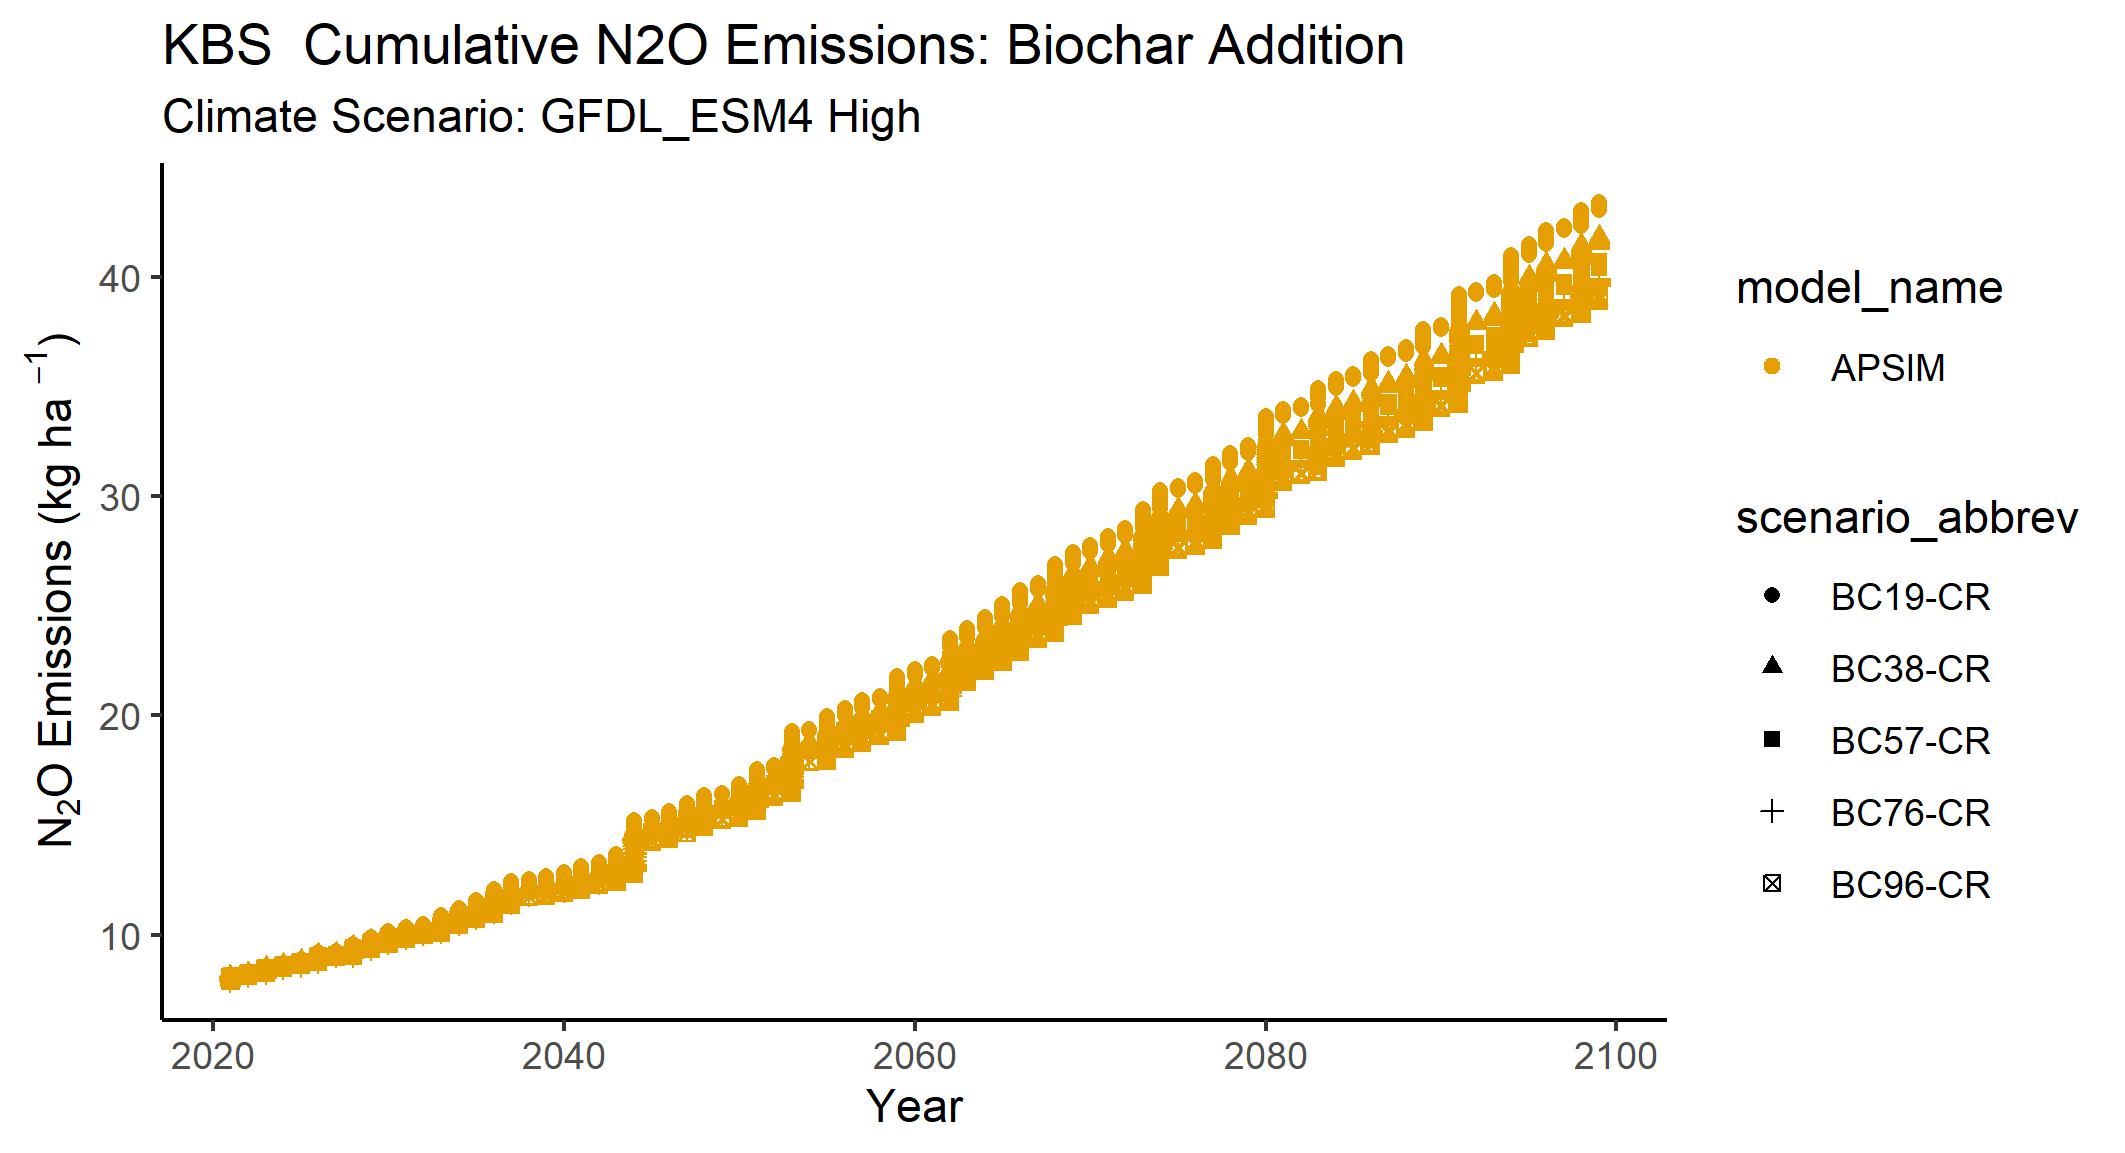 KBS  Cumulative N2O Emissions: Biochar Addition
Climate Scenario: GFDL_ESM4 High
N₂O Emissions (kg ha ⁻¹)
40
30
20
10
2020 2040 2060 2080 2100
Year
model_name
APSIM
scenario_abbrev
BC19-CR
BC38-CR
BC57-CR
BC76-CR
BC96-CR